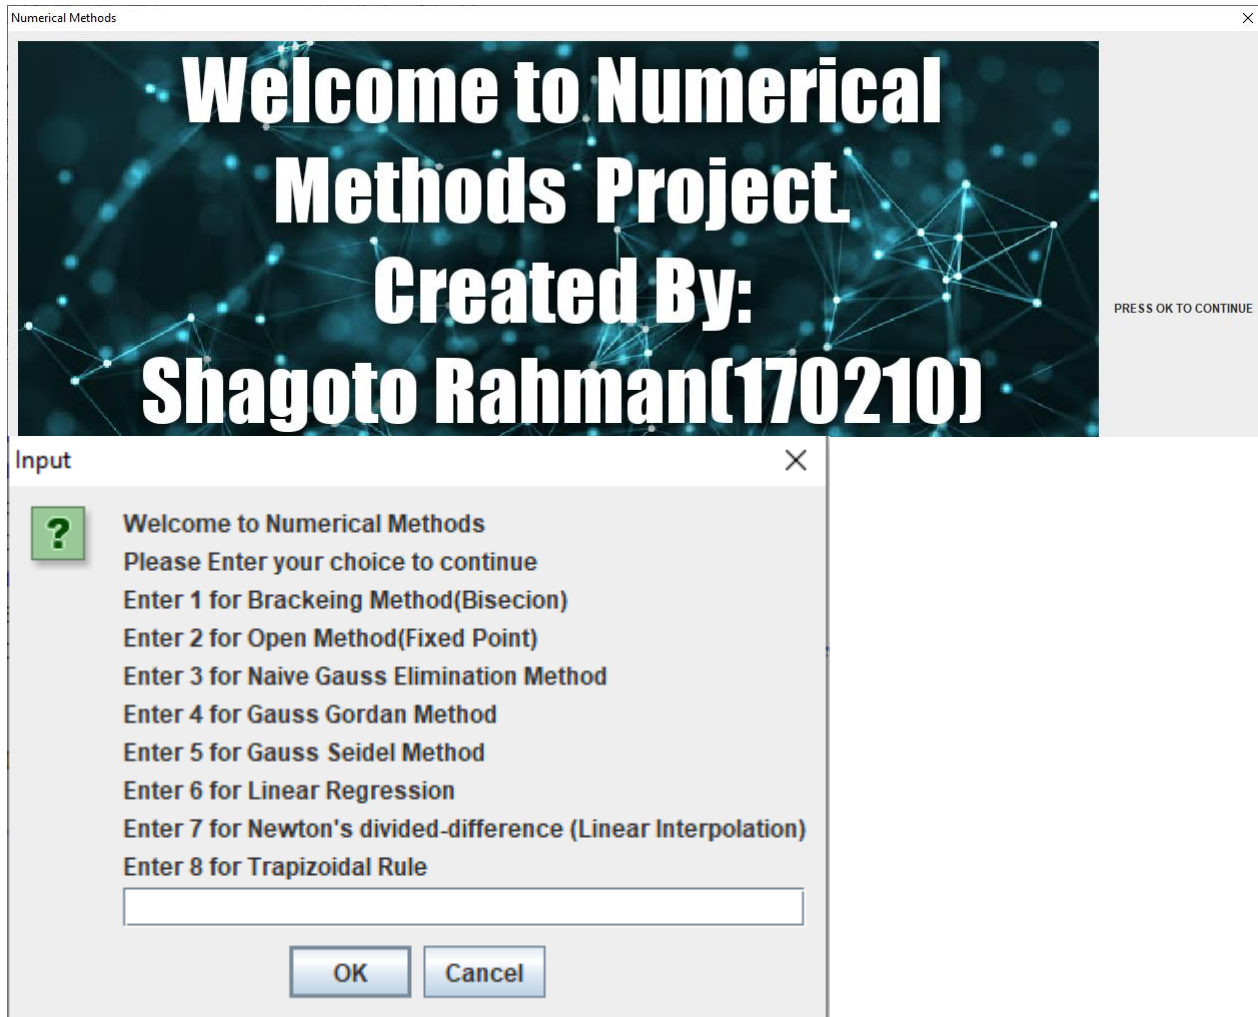 Numerical Methods
Welcome to Numerical
Methods Project.
Created By:
Shagoto Rahman(170210)
PRESS OK TO CONTINUE
Input
Welcome to Numerical Methods
Please Enter your choice to continue
Enter 1 for Brackeing Method(Bisecion)
Enter 2 for Open Method(Fixed Point)
Enter 3 for Naive Gauss Elimination Method
Enter 4 for Gauss Gordan Method
Enter 5 for Gauss Seidel Method
Enter 6 for Linear Regression
Enter 7 for Newton's divided-difference (Linear Interpolation)
Enter 8 for Trapizoidal Rule
OK Cancel